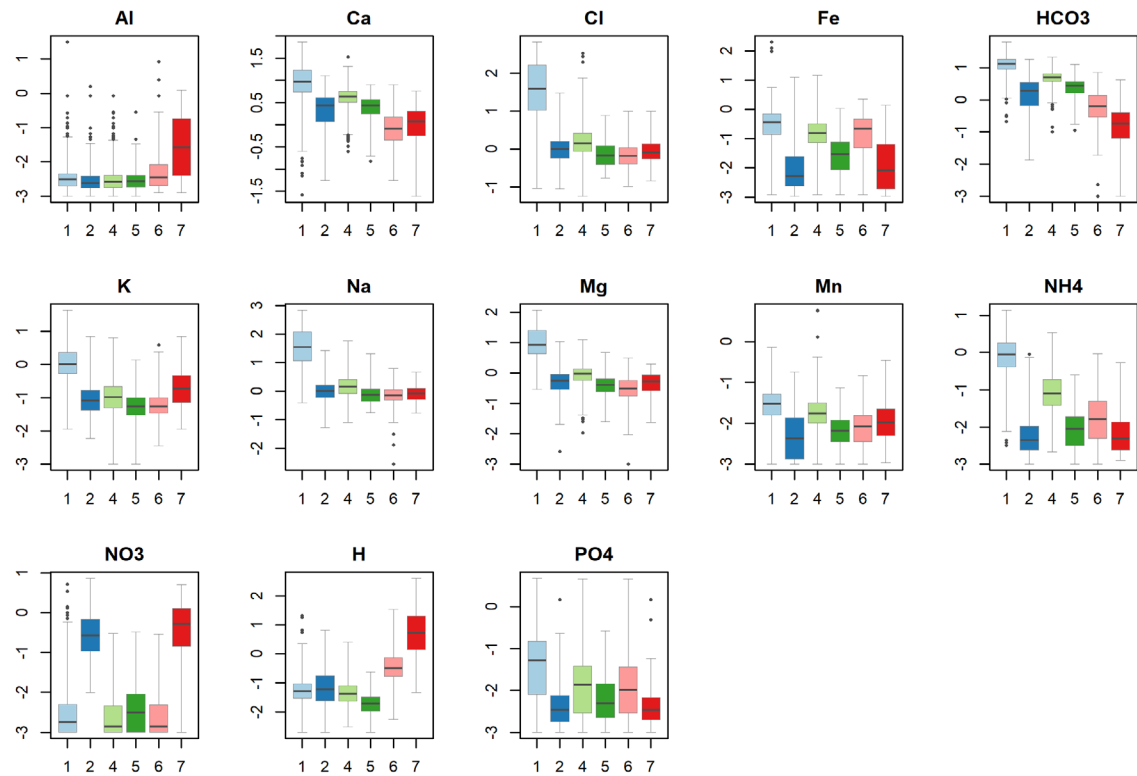 Al Ca Cl Fe HCO3
1 0 -1 -2 -3 1.5 0.5 -0.5 -1.5 2 1 0 -1 2 1 0 -1 -2 -3 1 0 -1 -2 -3
1 2 4 5 6 7 1 2 4 5 6 7 1 2 4 5 6 7 1 2 4 5 6 7 1 2 4 5 6 7
K Na Mg Mn NH4
1 0 -1 -2 -3 3 2 1 0 -1 -2 2 1 0 -1 -2 -3 0 -1 -2 -3 1 0 -1 -2 -3
1 2 4 5 6 7 1 2 4 5 6 7 1 2 4 5 6 7 1 2 4 5 6 7 1 2 4 5 6 7
NO3 H PO4
1 0 -1 -2 -3 2 1 0 -1 -2 0 -1 -2 -3
1 2 4 5 6 7 1 2 4 5 6 7 1 2 4 5 6 7